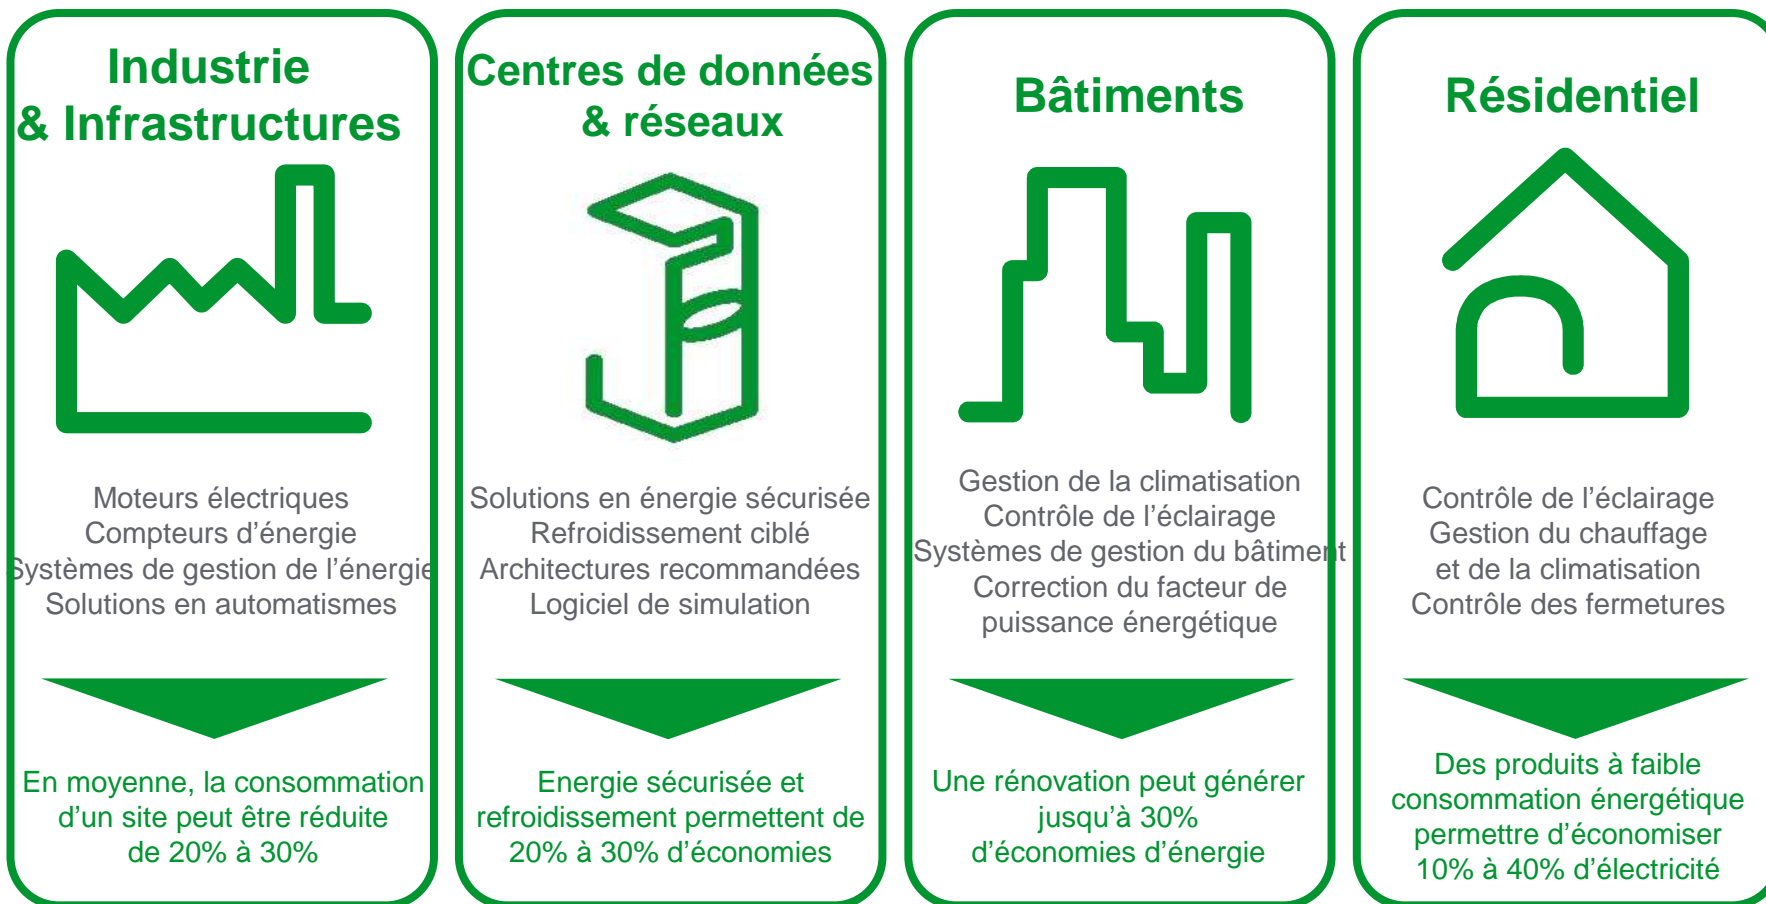 Industrie
& Infrastructures
Moteurs électriques
Compteurs d’énergie
Systèmes de gestion de l’énergie
Solutions en automatismes
En moyenne, la consommation
d’un site peut être réduite
de 20% à 30%
Centres de données
& réseaux
Solutions en énergie sécurisée
Refroidissement ciblé
Architectures recommandées
Logiciel de simulation
Energie sécurisée et
refroidissement permettent de
20% à 30% d’économies
Bâtiments
Gestion de la climatisation
Contrôle de l’éclairage
Systèmes de gestion du bâtiment
Correction du facteur de
puissance énergétique
Une rénovation peut générer
jusqu’à 30%
d’économies d’énergie
Résidentiel
Contrôle de l’éclairage
Gestion du chauffage
et de la climatisation
Contrôle des fermetures
Des produits à faible
consommation énergétique
permettre d’économiser
10% à 40% d’électricité